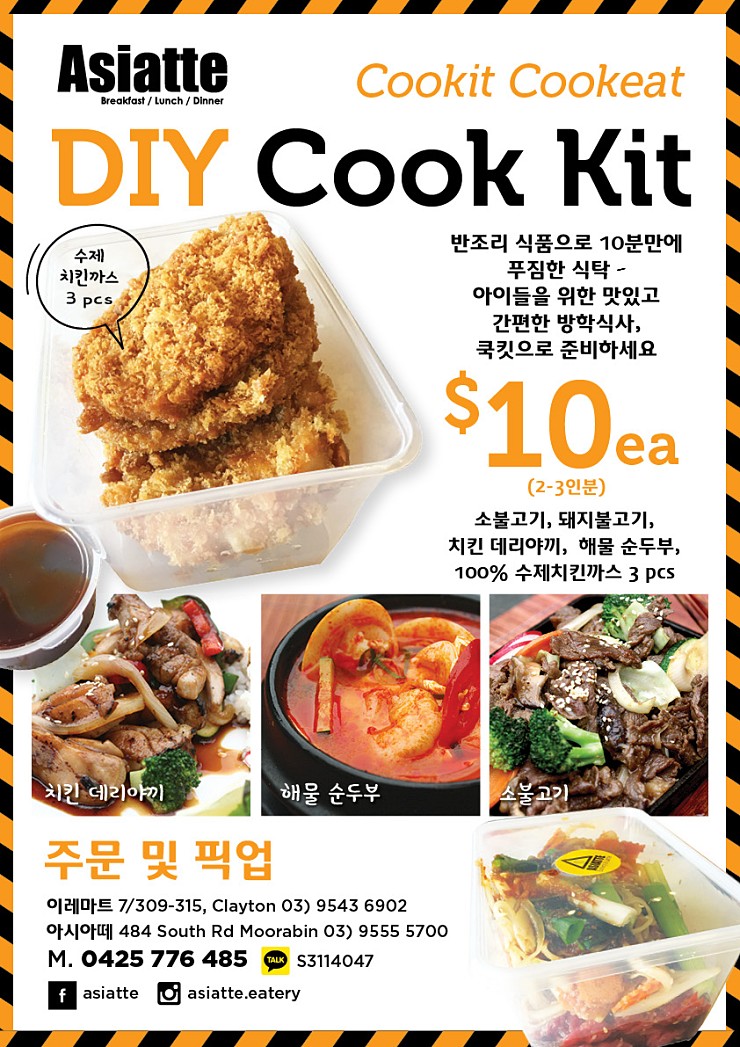 Asiatte
Breakfast / Lunch / Dinner
Cookit Cookeat
DIY Cook Kit
수제
치킨까스
3 pcs
반조리 식품으로 10분만에
푸짐한 식탁 -
아이들을 위한 맛있고
간편한 방학식사,
쿡킷으로 준비하세요
$10ea
(2-3인분)
소불고기, 돼지불고기,
치킨 데리야끼, 해물 순두부,
100% 수제치킨까스 3 pcs
치킨 데리야끼
해물 순두부
소불고기
주문 및 픽업
ASIATTE
이레마트 7/309-315, Clayton 03) 9543 6902
아시아떼 484 South Rd Moorabin 03) 9555 5700
M. 0425 776 485 TALK S3114047
f asiatte asiatte.eatery